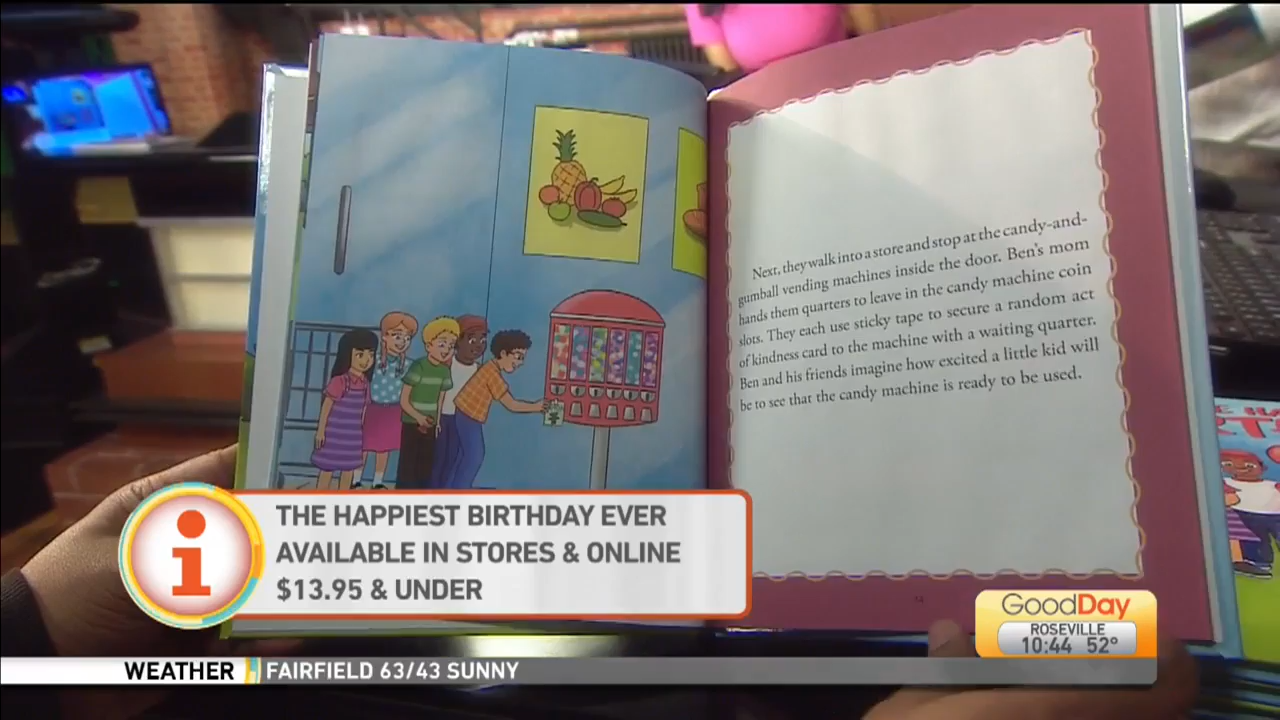 Next, they walk into a store and stop at the candy-and-
gumball vending machines inside the door. Ben's mom
hands them quarters to leave in the candy machine coin
slots. They each use sticky tape to secure a random act
of kindness card to the machine with a waiting quarter.
Ben and his friends imagine how excited a little kid will
be to see that the candy machine is ready to be used.
14
THE HAPPIEST BIRTHDAY EVER
AVAILABLE IN STORES & ONLINE
$13.95 & UNDER
GoodDay
ROSEVILLE
10:44 52°
WEATHER FAIRFIELD 63/43 SUNNY